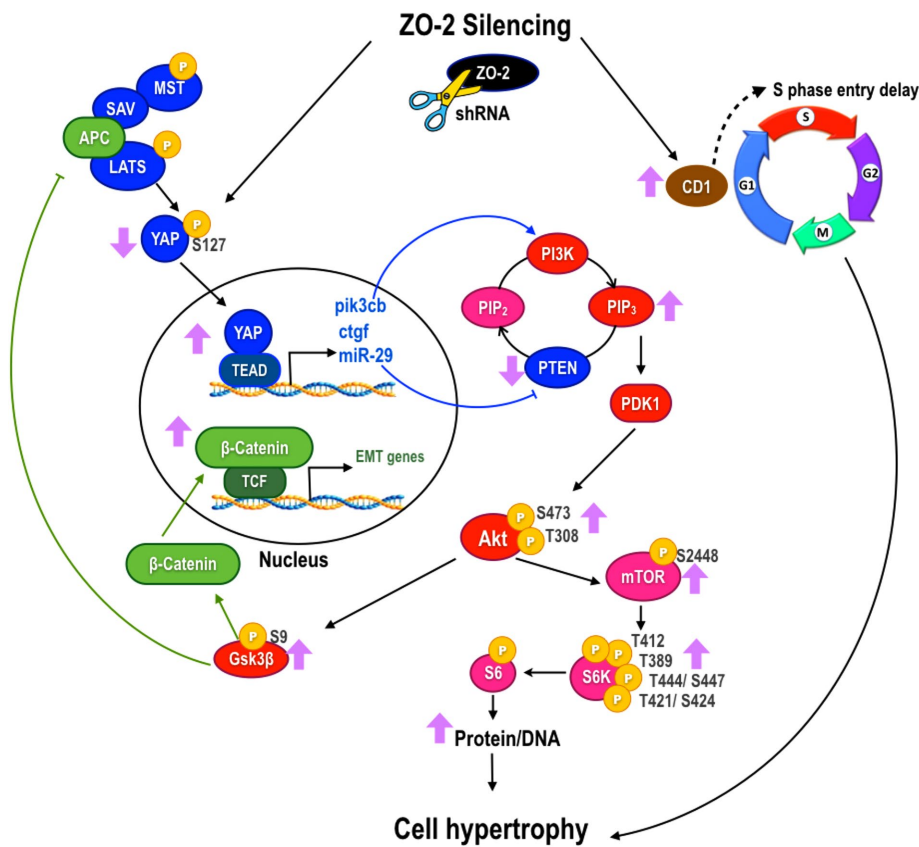 ZO-2 Silencing
ZO-2
shRNA
P
MST
SAV
APC
P
LATS
P
YAP
S127
S phase entry delay
S
G1
G2
M
CD1
YAP
TEAD
pik3cb
ctgf
miR-29
β-Catenin
TCF
EMT genes
Nucleus
PI3K
PIP2
PIP3
PTEN
PDK1
P
S473
P
T308
Akt
P
S2448
mTOR
β-Catenin
P
S9
Gsk3β
P
S6
P
P
P
P
S6K
T412
T389
T444/ S447
T421/ S424
Protein/DNA
Cell hypertrophy